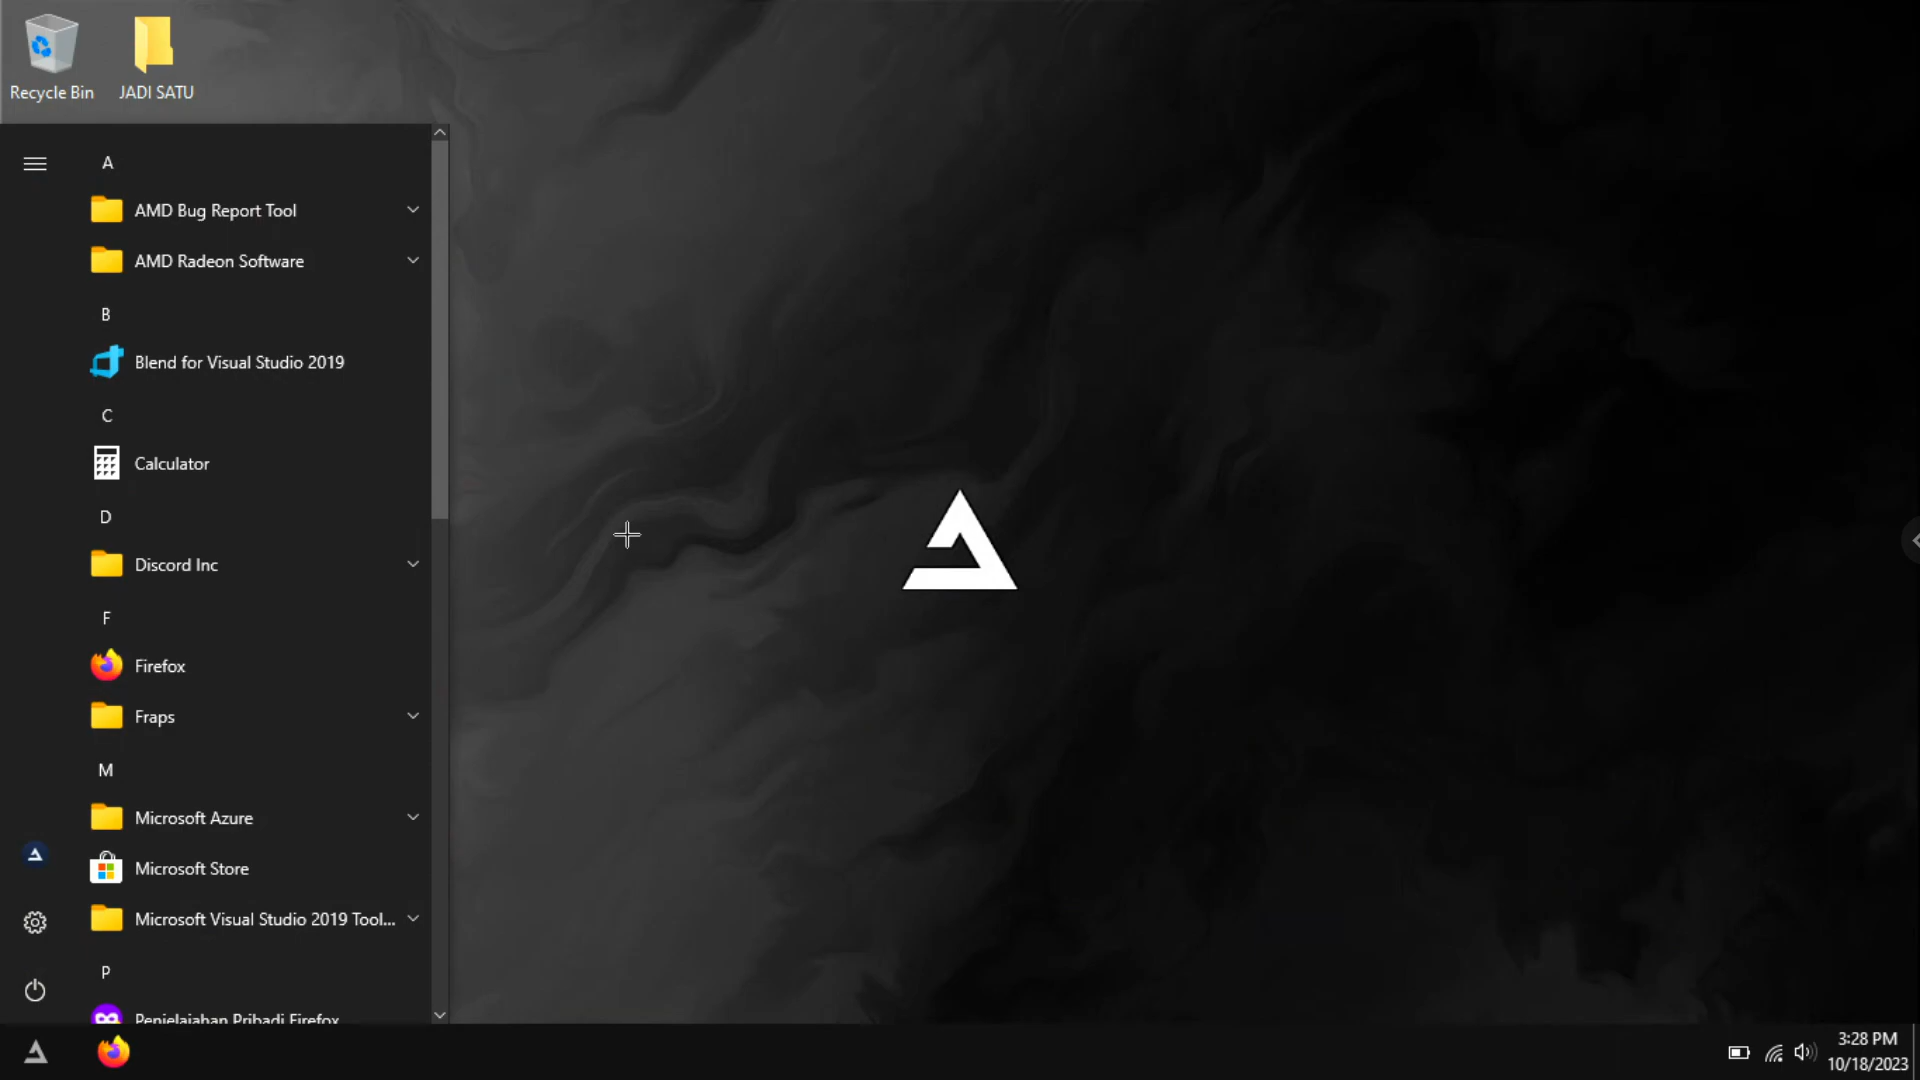 Recycle Bin
JADI SATU
A
AMD Bug Report Tool
AMD Radeon Software
B
Blend for Visual Studio 2019
C
Calculator
D
Discord Inc
F
Firefox
Fraps
M
Microsoft Azure
Microsoft Store
Microsoft Visual Studio 2019 Tool...
P
Penjelajahan Pribadi Firefox
3:28 PM
10/18/2023